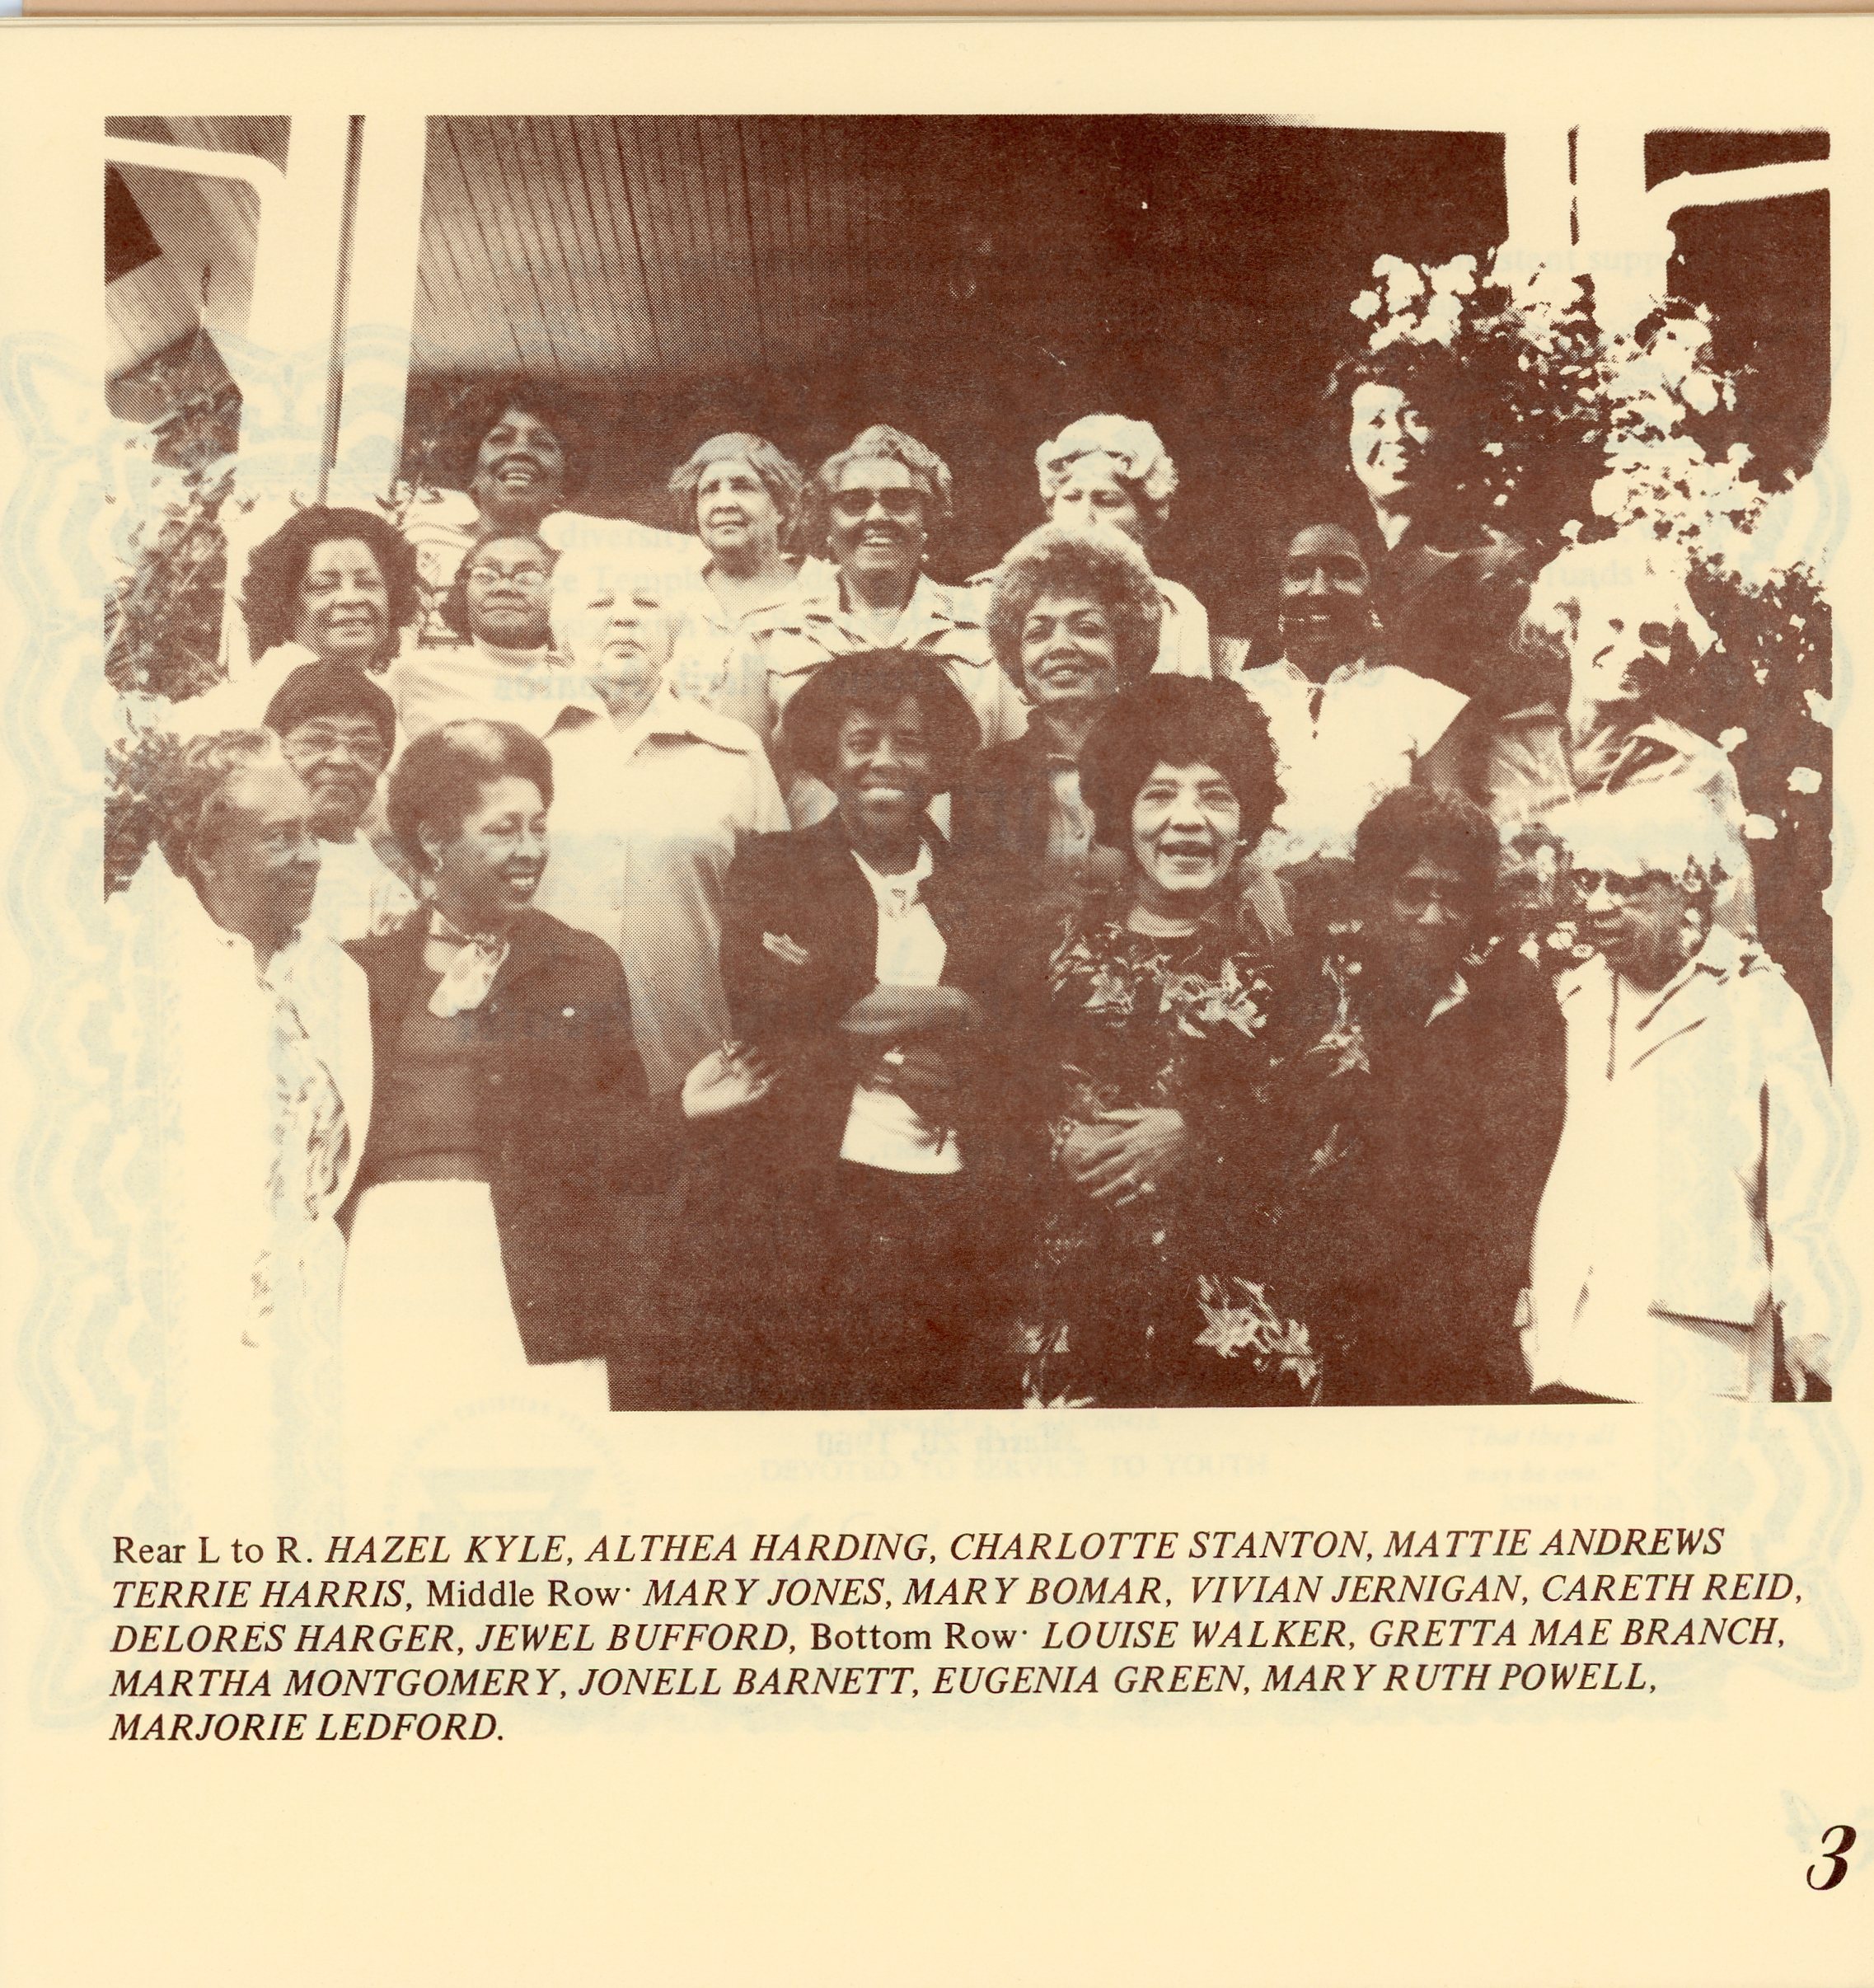 Rear L to R. HAZEL KYLE, ALTHEA HARDING, CHARLOTTE STANTON, MATTIE ANDREWS
TERRIE HARRIS, Middle Row· MARY JONES, MARY BOMAR, VIVIAN JERNIGAN, CARETH REID,
DELORES HARGER, JEWEL BUFFORD, Bottom Row· LOUISE WALKER, GRETTA MAE BRANCH,
MARTHA MONTGOMERY, JONELL BARNETT, EUGENIA GREEN, MARY RUTH POWELL,
MARJORIE LEDFORD.
3